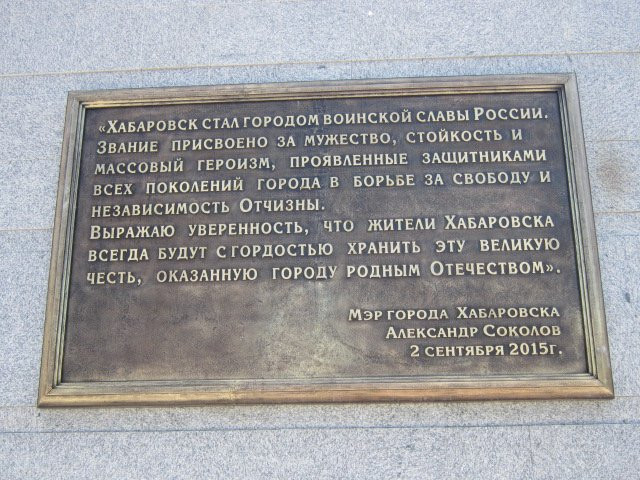 «Хабаровск стал городом воинской славы России.
Звание присвоено за мужество, стойкость и
массовый героизм, проявленные защитниками
всех поколений города в борьбе за свободу и
независимость Отчизны.
Выражаю уверенность, что жители Хабаровска
всегда будут с гордостью хранить эту великую
честь, оказанную городу родным Отечеством».
Мэр города Хабаровска
Александр Соколов
2 сентября 2015г.